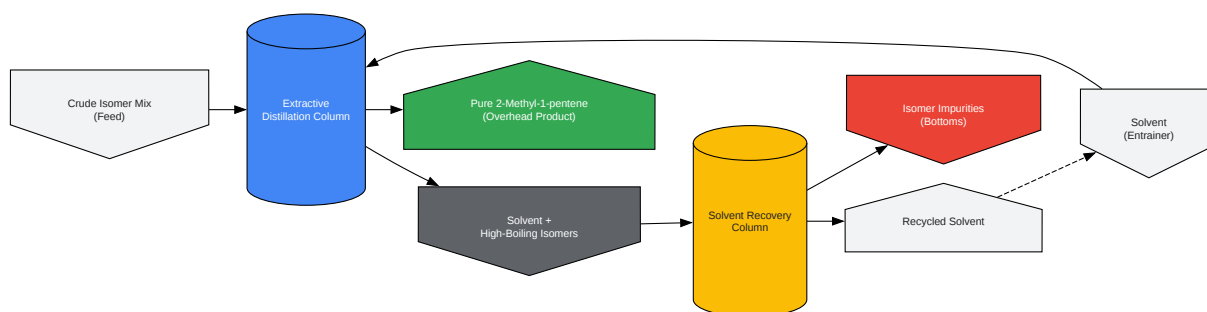 Crude Isomer Mix
(Feed)
Extractive
Distillation Column
Pure 2-Methyl-1-pentene
(Overhead Product)
Solvent +
High-Boiling Isomers
Solvent Recovery
Column
Isomer Impurities
(Bottoms)
Recycled Solvent
Solvent
(Entrainer)